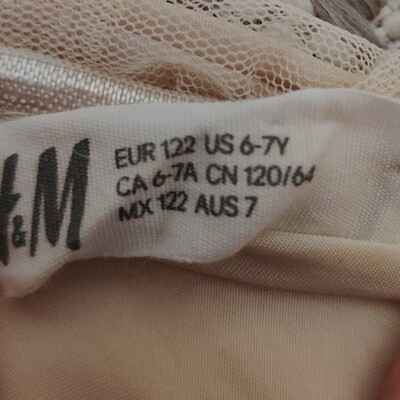 H&M
EUR 122 US 6-7Y
CA 6-7A CN 120/64
MX 122 AUS 7